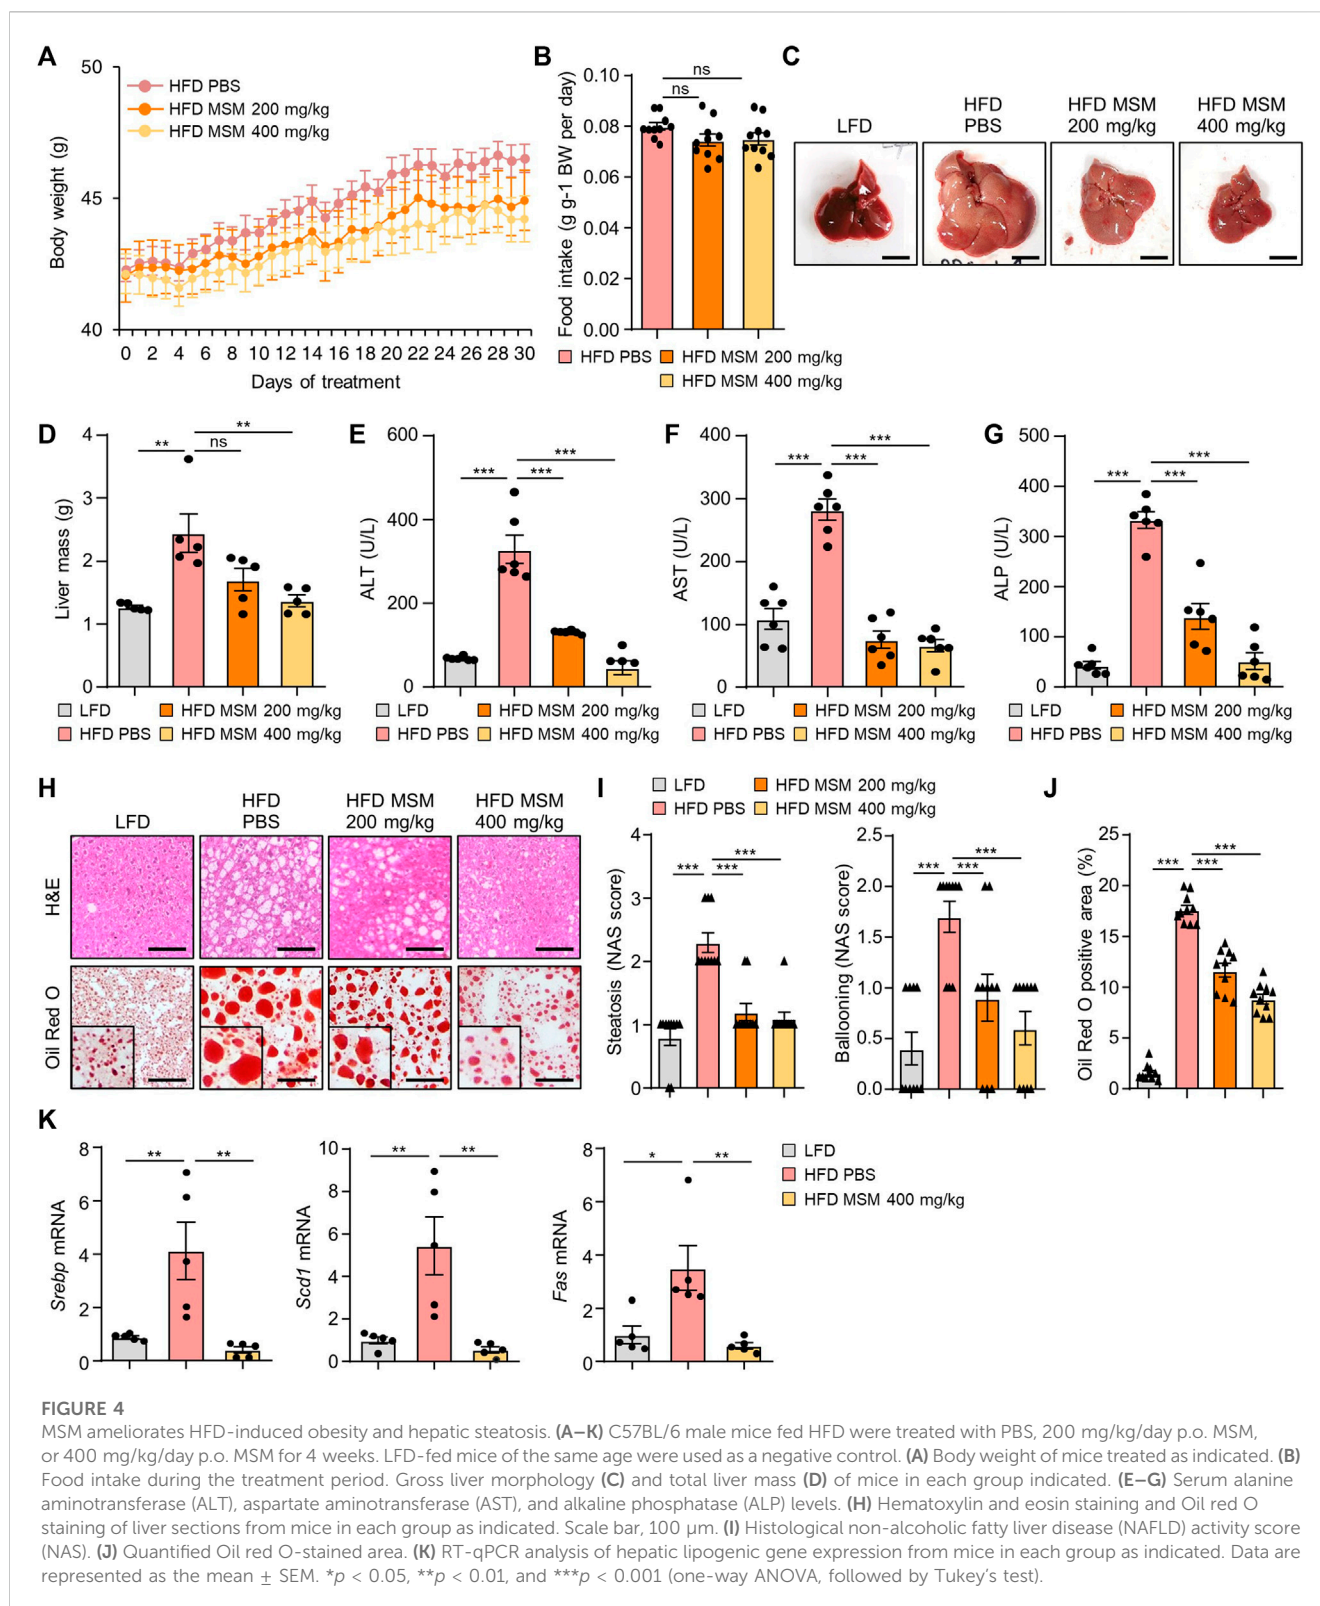 A
50
45
40
Body weight (g)
HFD PBS
HFD MSM 200 mg/kg
HFD MSM 400 mg/kg
0 2 4 6 8 10 12 14 16 18 20 22 24 26 28 30
Days of treatment
B
ns
ns
0.10
0.08
0.06
0.04
0.02
0.00
Food intake (g g-1 BW per day)
HFD PBS HFD MSM 200 mg/kg
HFD MSM 400 mg/kg
C
LFD
HFD
PBS
HFD MSM
200 mg/kg
HFD MSM
400 mg/kg
D
4
3
2
1
0
Liver mass (g)
** ns **
LFD HFD MSM 200 mg/kg
HFD PBS HFD MSM 400 mg/kg
E
600
400
200
0
ALT (U/L)
*** *** ***
LFD HFD MSM 200 mg/kg
HFD PBS HFD MSM 400 mg/kg
F
400
300
200
100
0
AST (U/L)
*** *** ***
LFD HFD MSM 200 mg/kg
HFD PBS HFD MSM 400 mg/kg
G
500
400
300
200
100
0
ALP (U/L)
*** *** ***
LFD HFD MSM 200 mg/kg
HFD PBS HFD MSM 400 mg/kg
H
LFD
HFD
PBS
HFD MSM
200 mg/kg
HFD MSM
400 mg/kg
H&E
Oil Red O
I
LFD HFD MSM 200 mg/kg
HFD PBS HFD MSM 400 mg/kg
4
3
2
1
0
Steatosis (NAS score)
*** *** ***
2.5
2.0
1.5
1.0
0.5
0.0
Ballooning (NAS score)
*** *** ***
J
25
20
15
10
5
0
Oil Red O positive area (%)
*** *** ***
K
8
6
4
2
0
Srebp mRNA
** **
10
8
6
4
2
0
Scd1 mRNA
** **
8
6
4
2
0
Fas mRNA
* **
LFD
HFD PBS
HFD MSM 400 mg/kg
FIGURE 4
MSM ameliorates HFD-induced obesity and hepatic steatosis. (A–K) C57BL/6 male mice fed HFD were treated with PBS, 200 mg/kg/day p.o. MSM,
or 400 mg/kg/day p.o. MSM for 4 weeks. LFD-fed mice of the same age were used as a negative control. (A) Body weight of mice treated as indicated. (B)
Food intake during the treatment period. Gross liver morphology (C) and total liver mass (D) of mice in each group indicated. (E–G) Serum alanine
aminotransferase (ALT), aspartate aminotransferase (AST), and alkaline phosphatase (ALP) levels. (H) Hematoxylin and eosin staining and Oil red O
staining of liver sections from mice in each group as indicated. Scale bar, 100 µm. (I) Histological non-alcoholic fatty liver disease (NAFLD) activity score
(NAS). (J) Quantified Oil red O-stained area. (K) RT-qPCR analysis of hepatic lipogenic gene expression from mice in each group as indicated. Data are
represented as the mean ± SEM. *p < 0.05, **p < 0.01, and ***p < 0.001 (one-way ANOVA, followed by Tukey’s test).